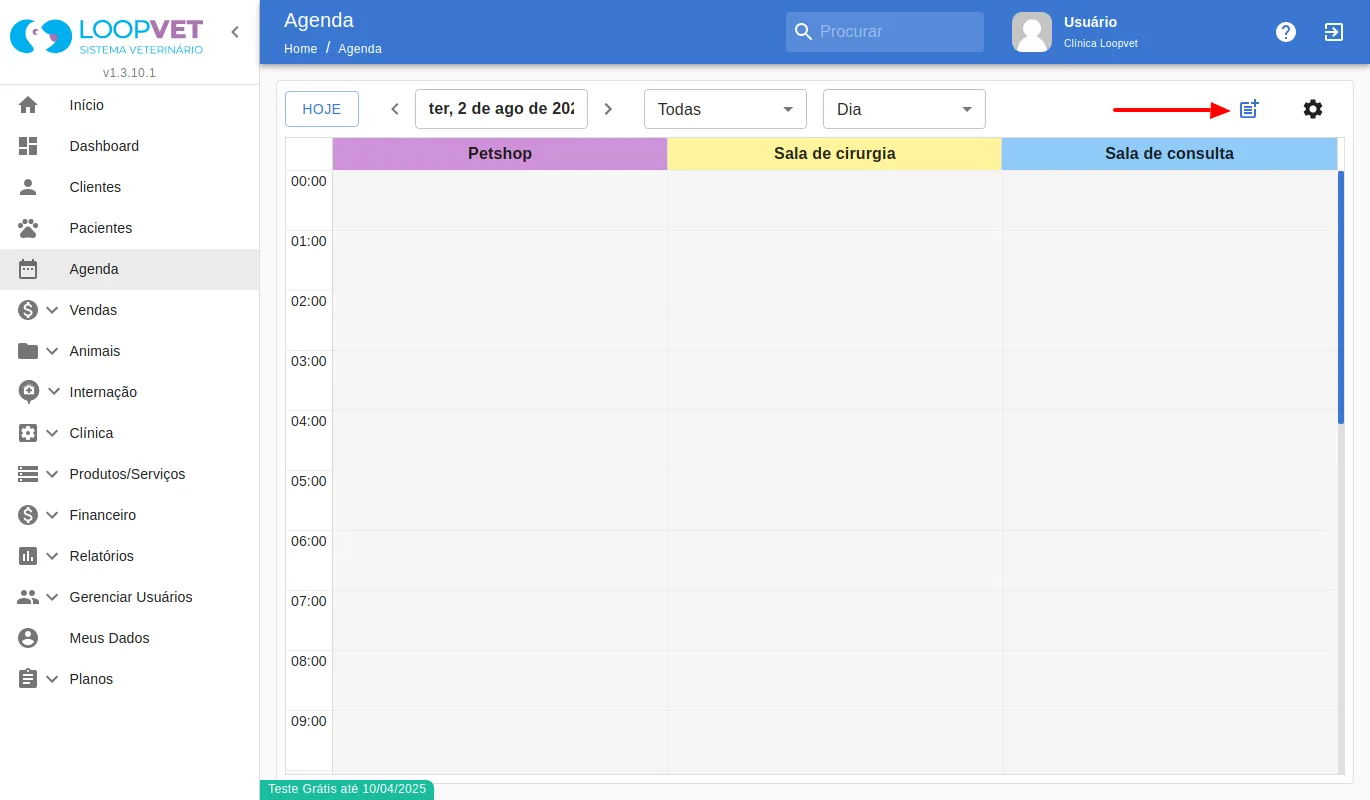 LOOPVET
SISTEMA VETERINÁRIO
v1.3.10.1
Início
Dashboard
Clientes
Pacientes
Agenda
Vendas
Animais
Internação
Clínica
Produtos/Serviços
Financeiro
Relatórios
Gerenciar Usuários
Meus Dados
Planos
Agenda
Home / Agenda
Procurar
Usuário
Clínica Loopvet
HOJE
ter, 2 de ago de 202
Todas
Dia
Petshop
Sala de cirurgia
Sala de consulta
00:00
01:00
02:00
03:00
04:00
05:00
06:00
07:00
08:00
09:00
Teste Grátis até 10/04/2025